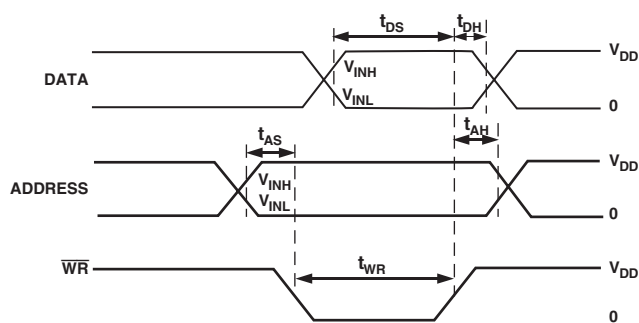 tDS tDH
VDD
DATA
VINH
VINL
0
tAS
tAH
VDD
ADDRESS
VINH
VINL
0
WR
tWR
VDD
0